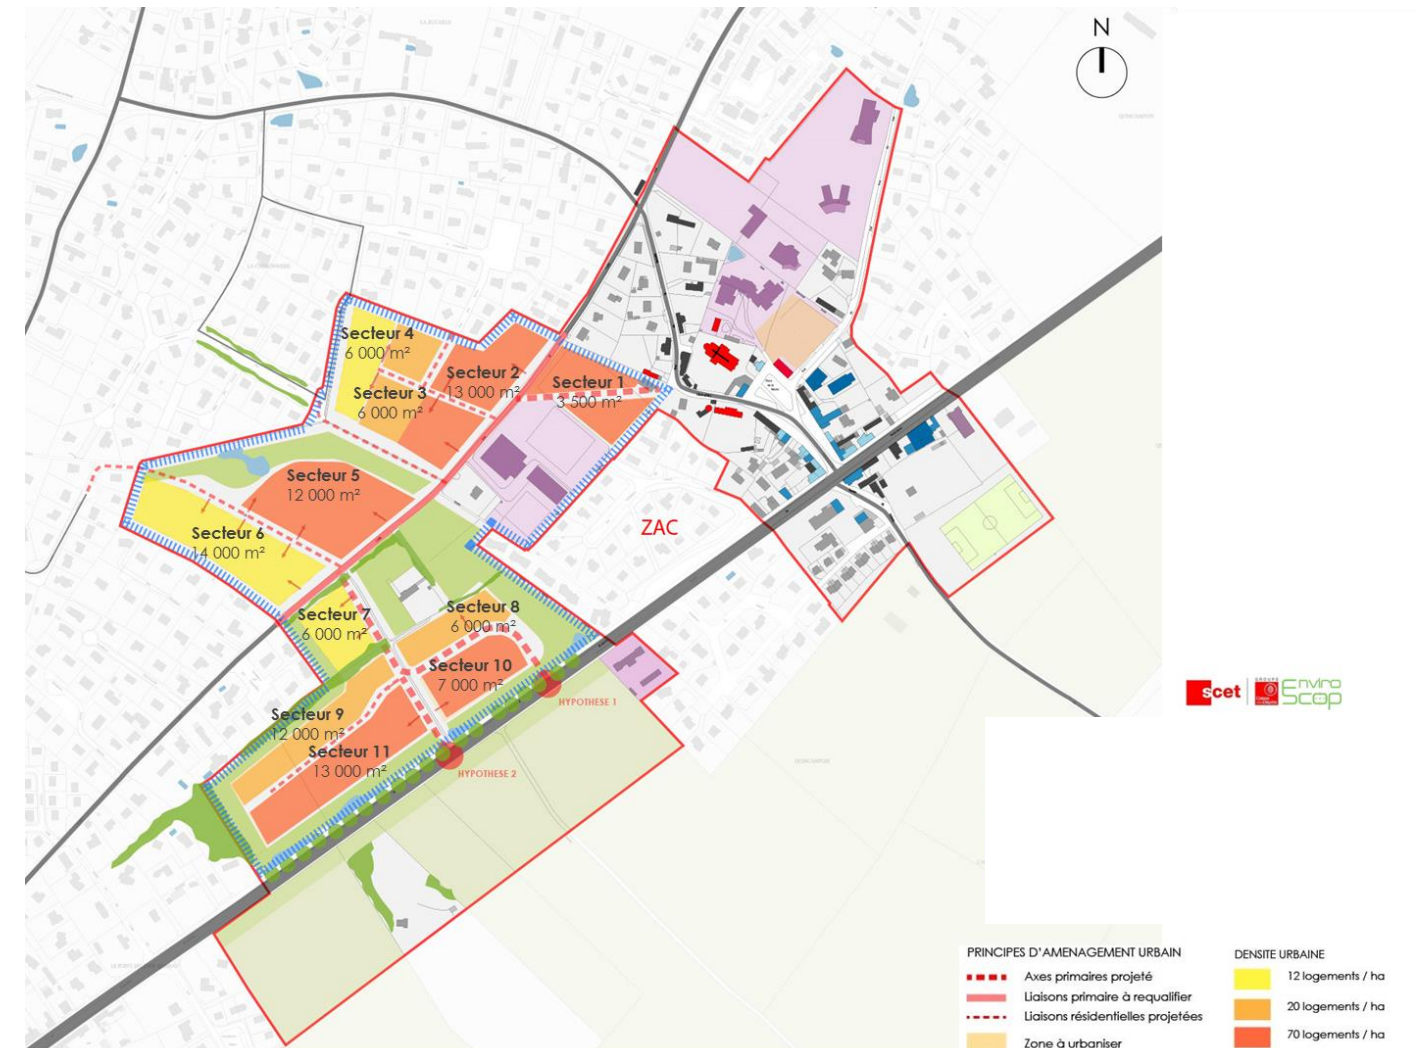 N
Secteur 4
6 000 m²
Secteur 2
13 000 m²
Secteur 3
6 000 m²
Secteur 1
3 500 m²
Secteur 5
12 000 m²
Secteur 6
14 000 m²
ZAC
Secteur 7
6 000 m²
Secteur 8
6 000 m²
Secteur 10
7 000 m²
HYPOTHESE 1
Secteur 9
12 000 m²
Secteur 11
13 000 m²
HYPOTHESE 2
scet
GROUPE
Enviro
Scop
PRINCIPES D'AMENAGEMENT URBAIN
Axes primaires projeté
Liaisons primaire à requalifier
Liaisons résidentielles projetées
Zone à urbaniser
DENSITE URBAINE
12 logements / ha
20 logements / ha
70 logements / ha